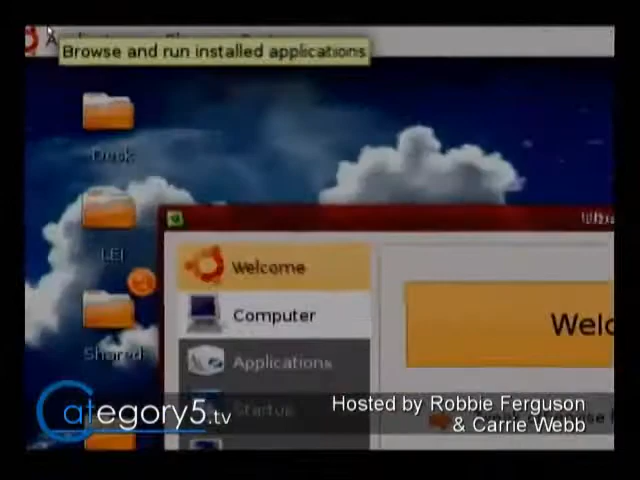 Browse and run installed applications
Desk
LEI
Shared
Welcome
Computer
Applications
Startup
Category5.tv
Hosted by Robbie Ferguson
& Carrie Webb